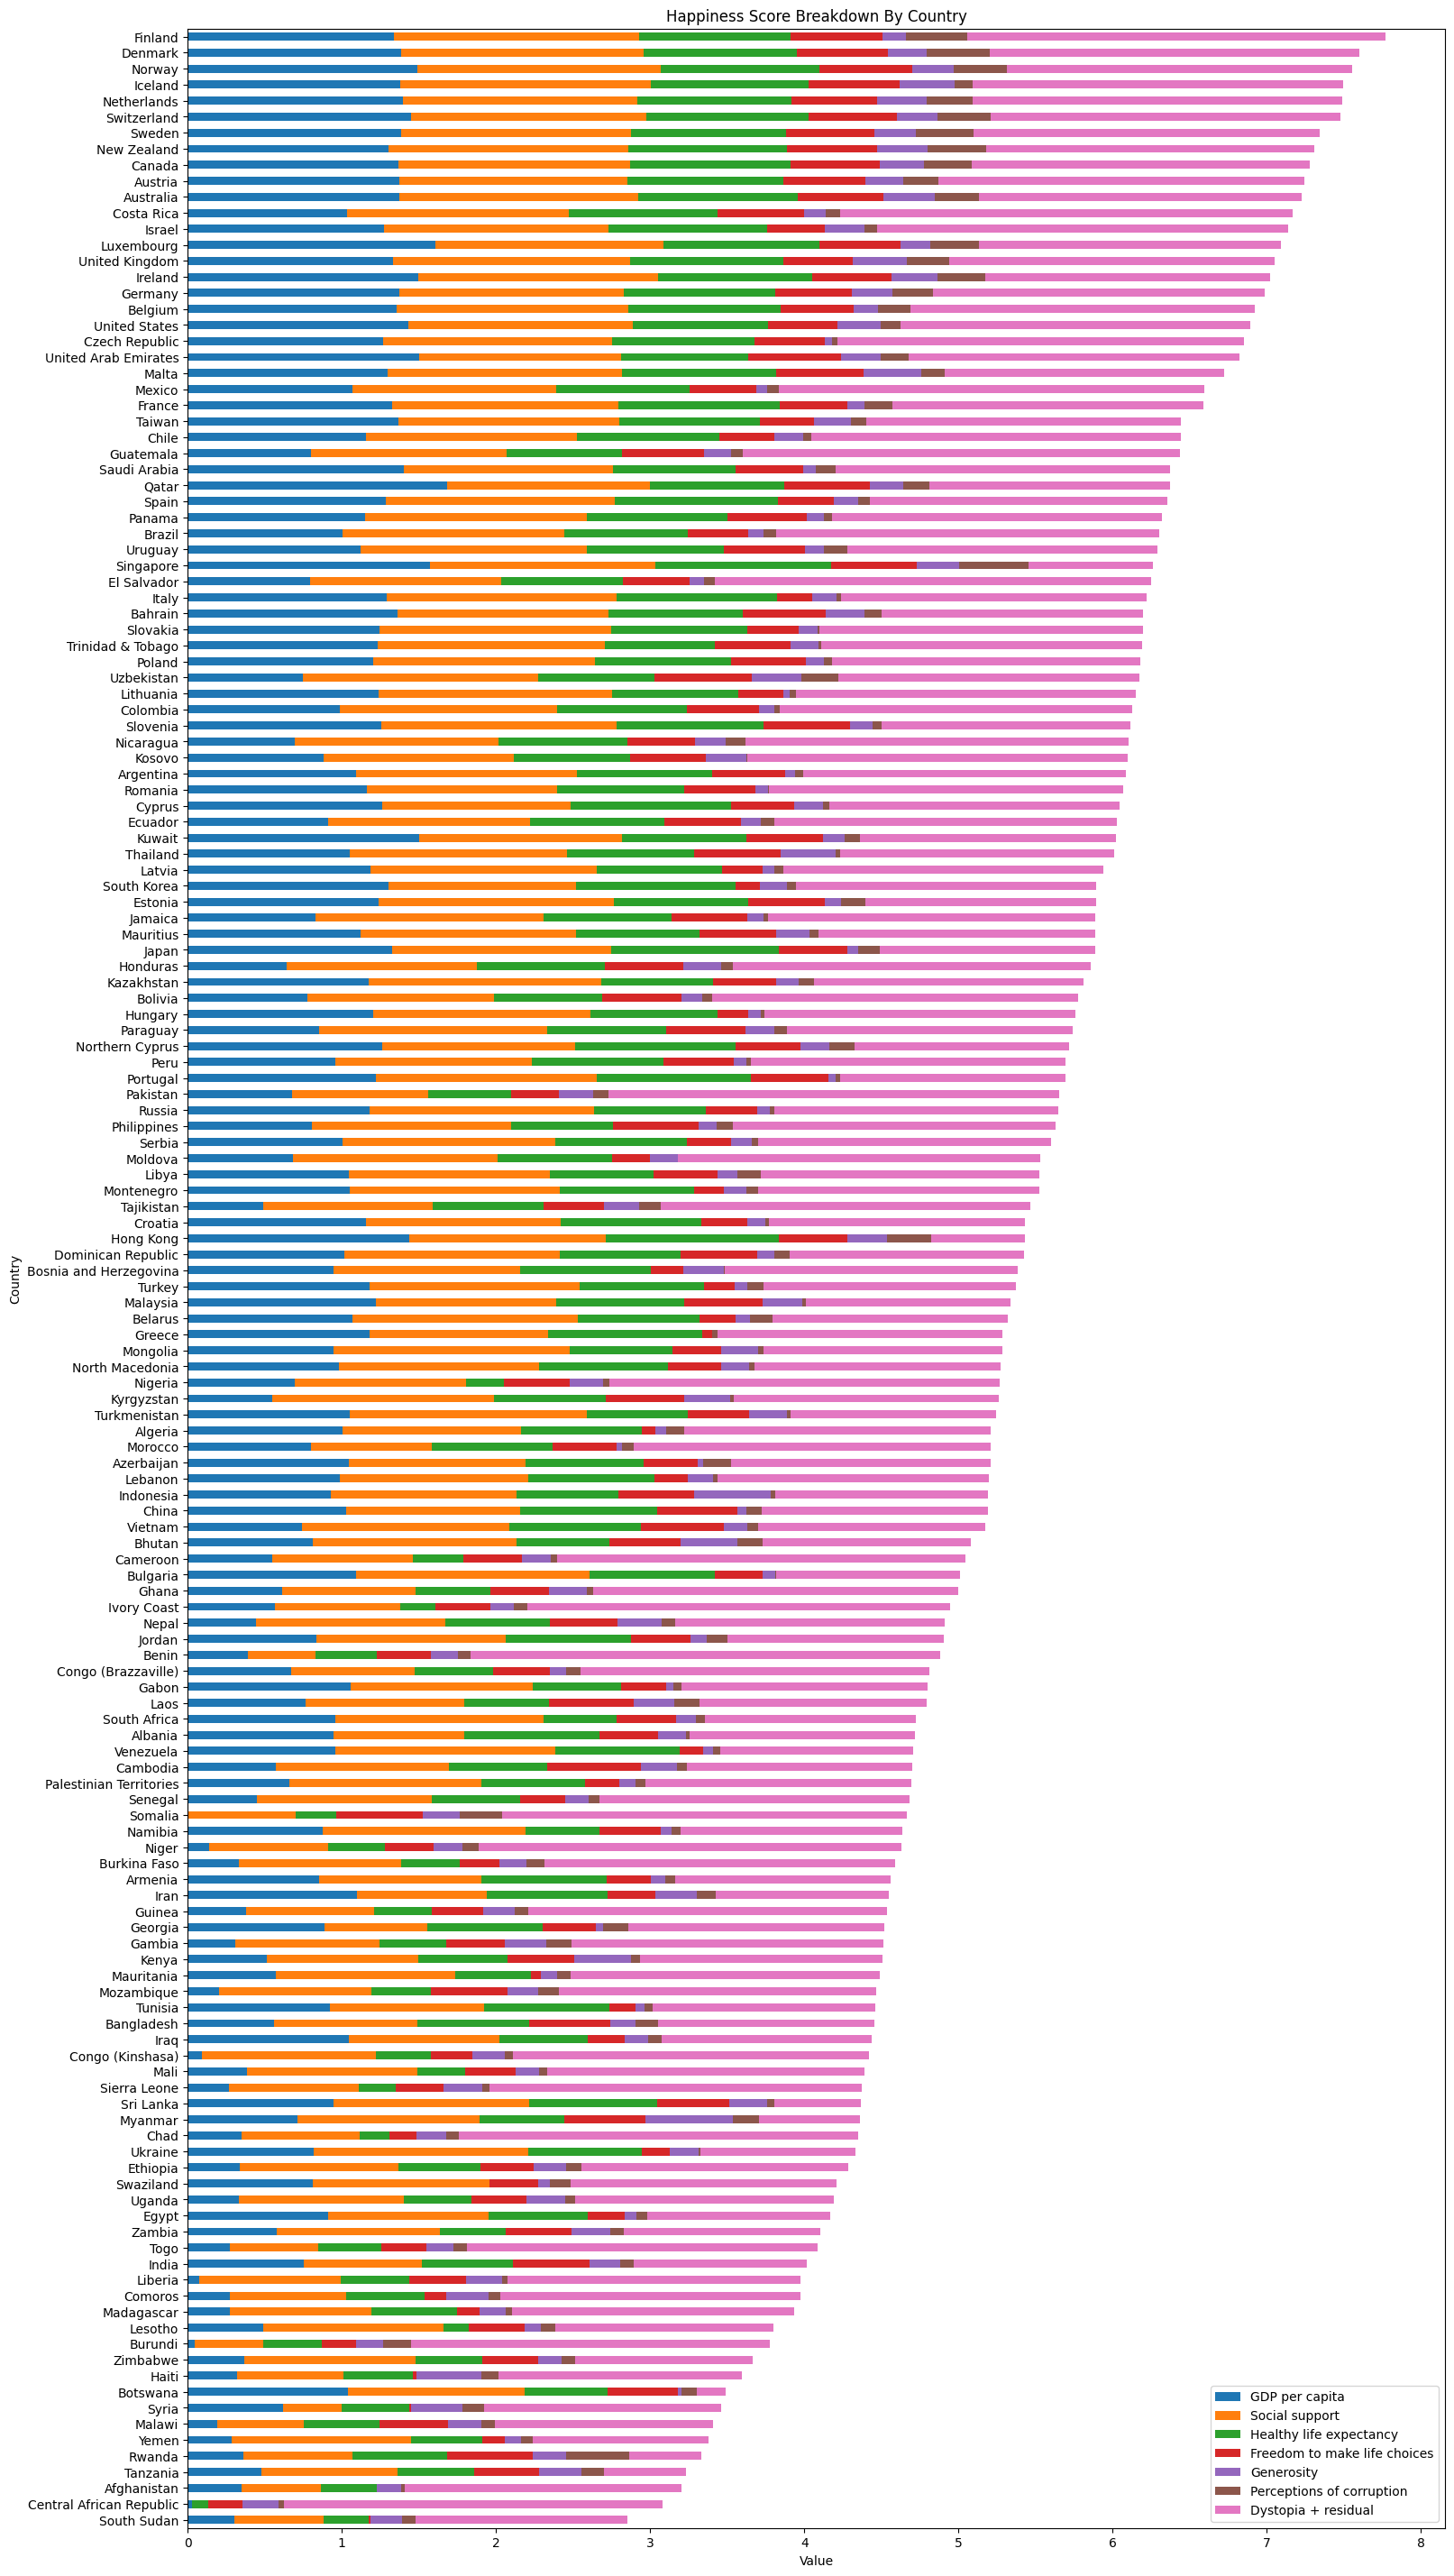 Happiness Score Breakdown By Country
Finland
Denmark
Norway
Iceland
Netherlands
Switzerland
Sweden
New Zealand
Canada
Austria
Australia
Costa Rica
Israel
Luxembourg
United Kingdom
Ireland
Germany
Belgium
United States
Czech Republic
United Arab Emirates
Malta
Mexico
France
Taiwan
Chile
Guatemala
Saudi Arabia
Qatar
Spain
Panama
Brazil
Uruguay
Singapore
El Salvador
Italy
Bahrain
Slovakia
Trinidad & Tobago
Poland
Uzbekistan
Lithuania
Colombia
Slovenia
Nicaragua
Kosovo
Argentina
Romania
Cyprus
Ecuador
Kuwait
Thailand
Latvia
South Korea
Estonia
Jamaica
Mauritius
Japan
Honduras
Kazakhstan
Bolivia
Hungary
Paraguay
Northern Cyprus
Peru
Portugal
Pakistan
Russia
Philippines
Serbia
Moldova
Libya
Montenegro
Tajikistan
Croatia
Hong Kong
Dominican Republic
Bosnia and Herzegovina
Turkey
Malaysia
Belarus
Greece
Mongolia
North Macedonia
Nigeria
Kyrgyzstan
Turkmenistan
Algeria
Morocco
Azerbaijan
Lebanon
Indonesia
China
Vietnam
Bhutan
Cameroon
Bulgaria
Ghana
Ivory Coast
Nepal
Jordan
Benin
Congo (Brazzaville)
Gabon
Laos
South Africa
Albania
Venezuela
Cambodia
Palestinian Territories
Senegal
Somalia
Namibia
Niger
Burkina Faso
Armenia
Iran
Guinea
Georgia
Gambia
Kenya
Mauritania
Mozambique
Tunisia
Bangladesh
Iraq
Congo (Kinshasa)
Mali
Sierra Leone
Sri Lanka
Myanmar
Chad
Ukraine
Ethiopia
Swaziland
Uganda
Egypt
Zambia
Togo
India
Liberia
Comoros
Madagascar
Lesotho
Burundi
Zimbabwe
Haiti
Botswana
Syria
Malawi
Yemen
Rwanda
Tanzania
Afghanistan
Central African Republic
South Sudan
Country
0 1 2 3 4 5 6 7 8
Value
GDP per capita
Social support
Healthy life expectancy
Freedom to make life choices
Generosity
Perceptions of corruption
Dystopia + residual